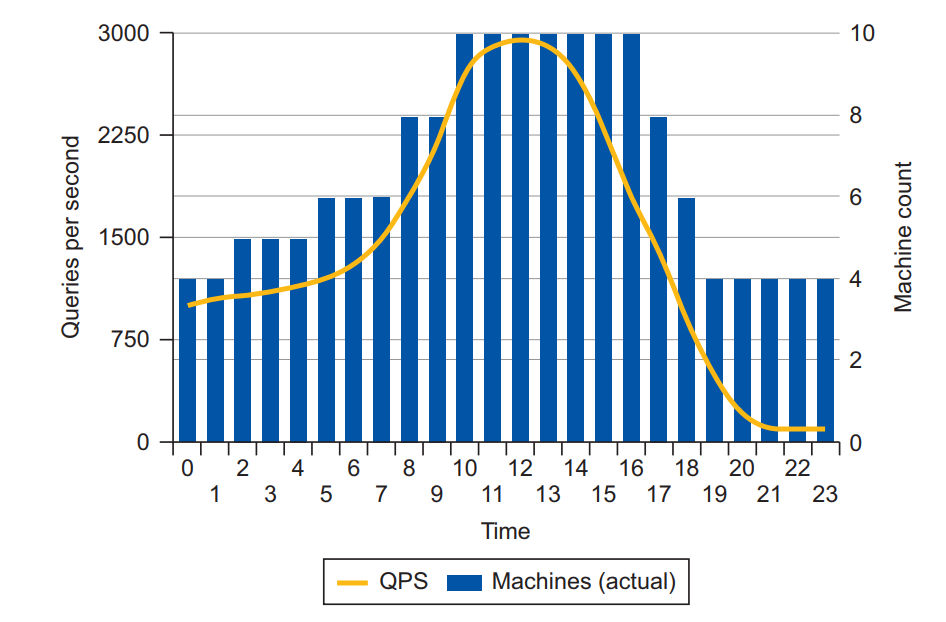 3000
2250
1500
750
0
Queries per second
10
8
6
4
2
0
Machine count
0 2 4 6 8 10 12 14 16 18 20 22
1 3 5 7 9 11 13 15 17 19 21 23
Time
QPS Machines (actual)